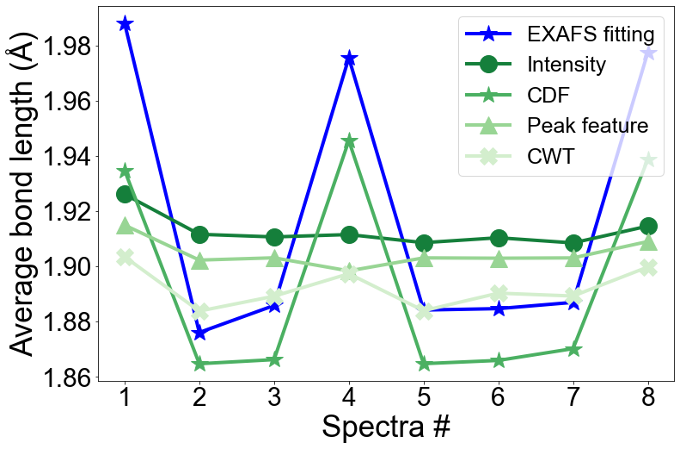 Average bond length (Å)
1.98
1.96
1.94
1.92
1.90
1.88
1.86
EXAFS fitting
Intensity
CDF
Peak feature
CWT
1 2 3 4 5 6 7 8
Spectra #